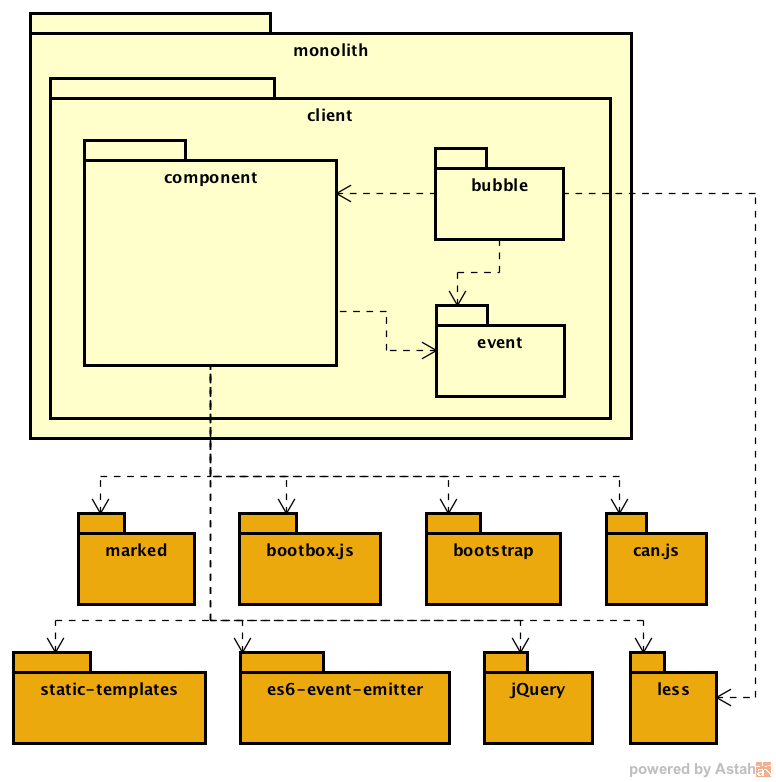 monolith
client
component
bubble
event
marked
bootbox.js
bootstrap
can.js
static-templates
es6-event-emitter
jQuery
less
powered by Astah